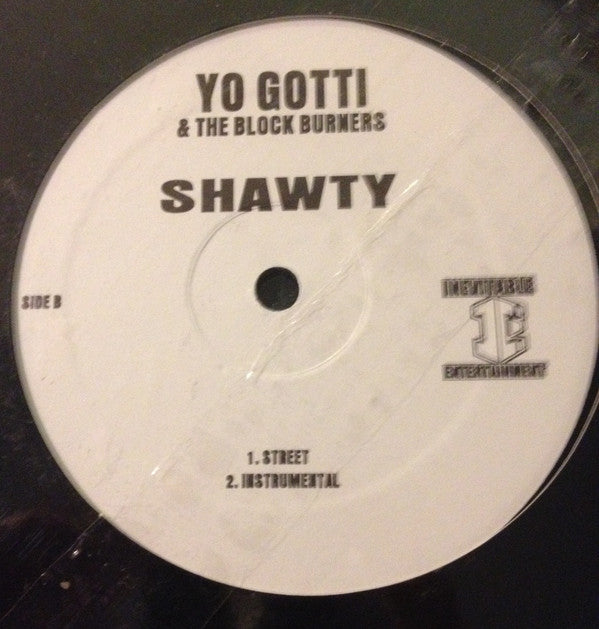 YO GOTTI
& THE BLOCK BURNERS
SHAWTY
SIDE B
INEVITABLE
ENTERTAINMENT
1. STREET
2. INSTRUMENTAL